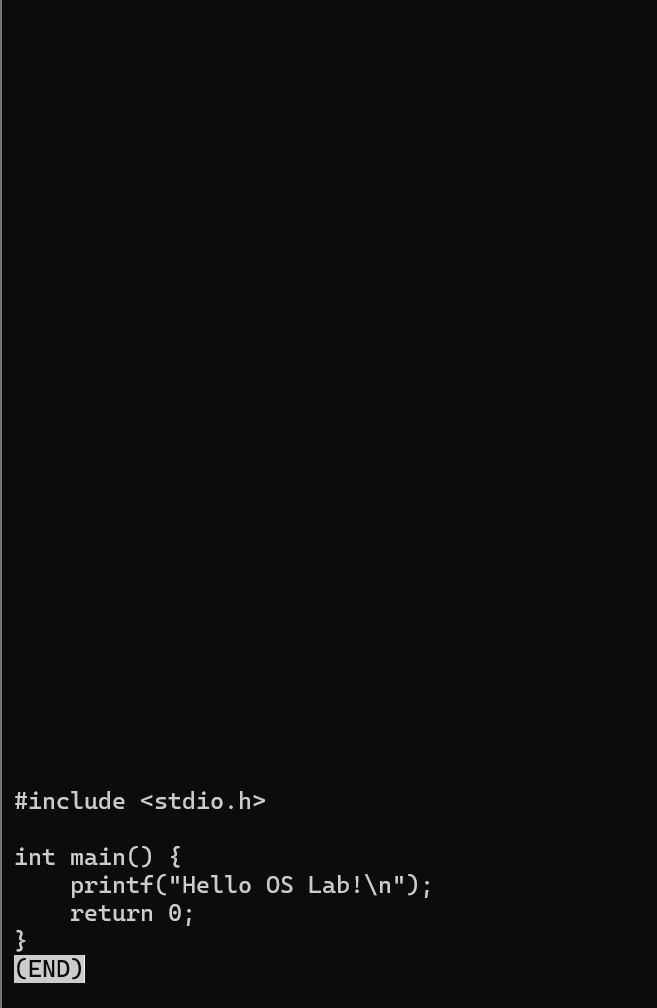 #include <stdio.h>

int main() {
    printf("Hello OS Lab!\n");
    return 0;
}
(END)